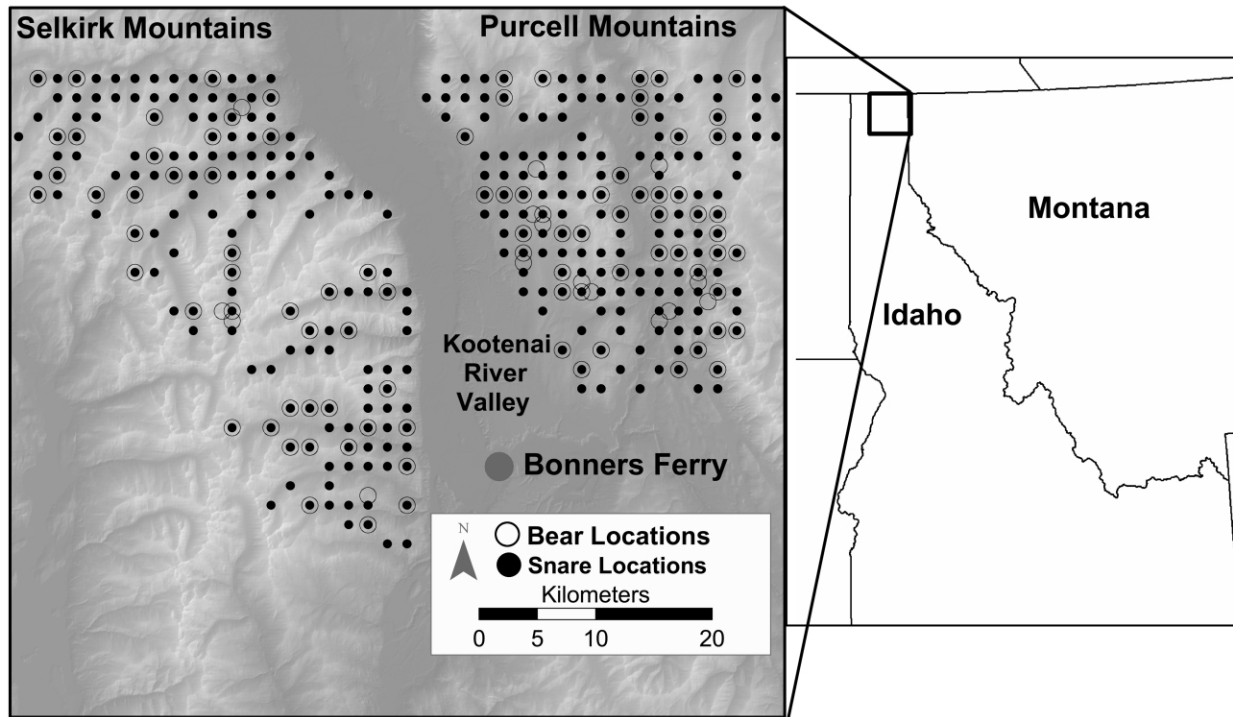 Selkirk Mountains
Purcell Mountains
Montana
Idaho
Kootenai
River
Valley
Bonners Ferry
N
Bear Locations
Snare Locations
Kilometers
0 5 10 20